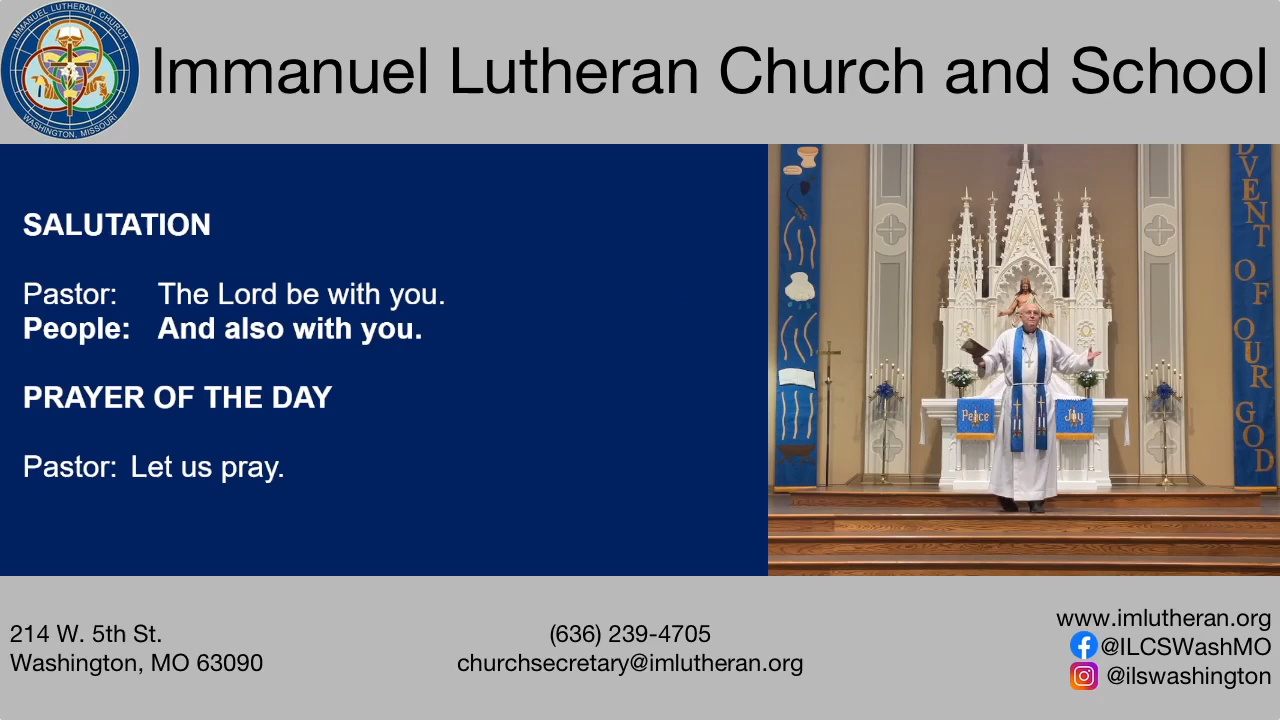 IMMANUEL LUTHERAN CHURCH
WASHINGTON, MISSOURI
Immanuel Lutheran Church and School
SALUTATION
Pastor: The Lord be with you.
People: And also with you.
PRAYER OF THE DAY
Pastor: Let us pray.
DVENT OF OUR GOD
Peace
Joy
214 W. 5th St.
Washington, MO 63090
(636) 239-4705
churchsecretary@imlutheran.org
www.imlutheran.org
@ILCSWashMO
@ilswashington